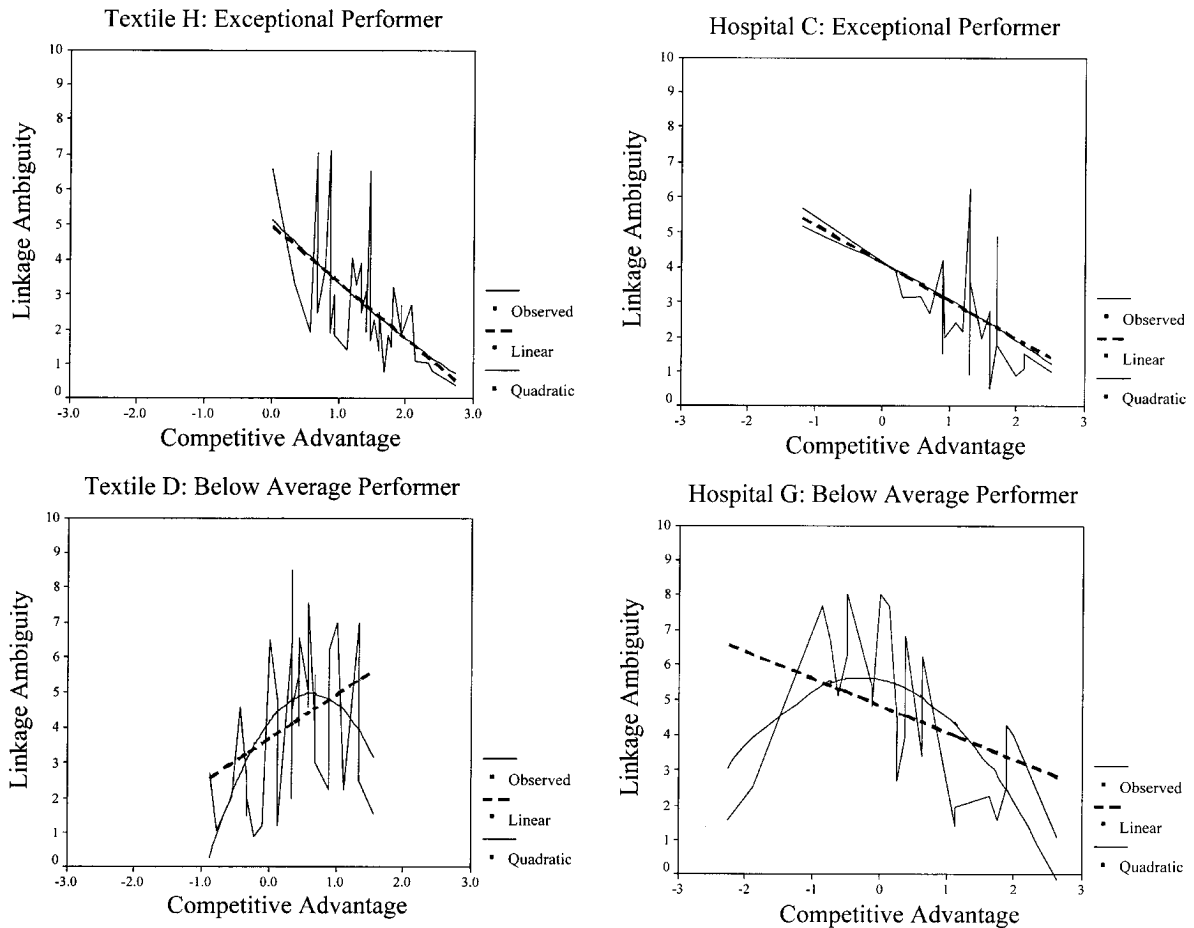 Textile H: Exceptional Performer
10
9
8
7
6
5
4
3
2
1
0
Linkage Ambiguity
-3.0 -2.0 -1.0 0.0 1.0 2.0 3.0
Competitive Advantage
Observed
Linear
Quadratic
Hospital C: Exceptional Performer
10
9
8
7
6
5
4
3
2
1
0
Linkage Ambiguity
-3 -2 -1 0 1 2 3
Competitive Advantage
Observed
Linear
Quadratic
Textile D: Below Average Performer
10
9
8
7
6
5
4
3
2
1
0
Linkage Ambiguity
-3.0 -2.0 -1.0 0.0 1.0 2.0 3.0
Competitive Advantage
Observed
Linear
Quadratic
Hospital G: Below Average Performer
10
9
8
7
6
5
4
3
2
1
0
Linkage Ambiguity
-3 -2 -1 0 1 2 3
Competitive Advantage
Observed
Linear
Quadratic